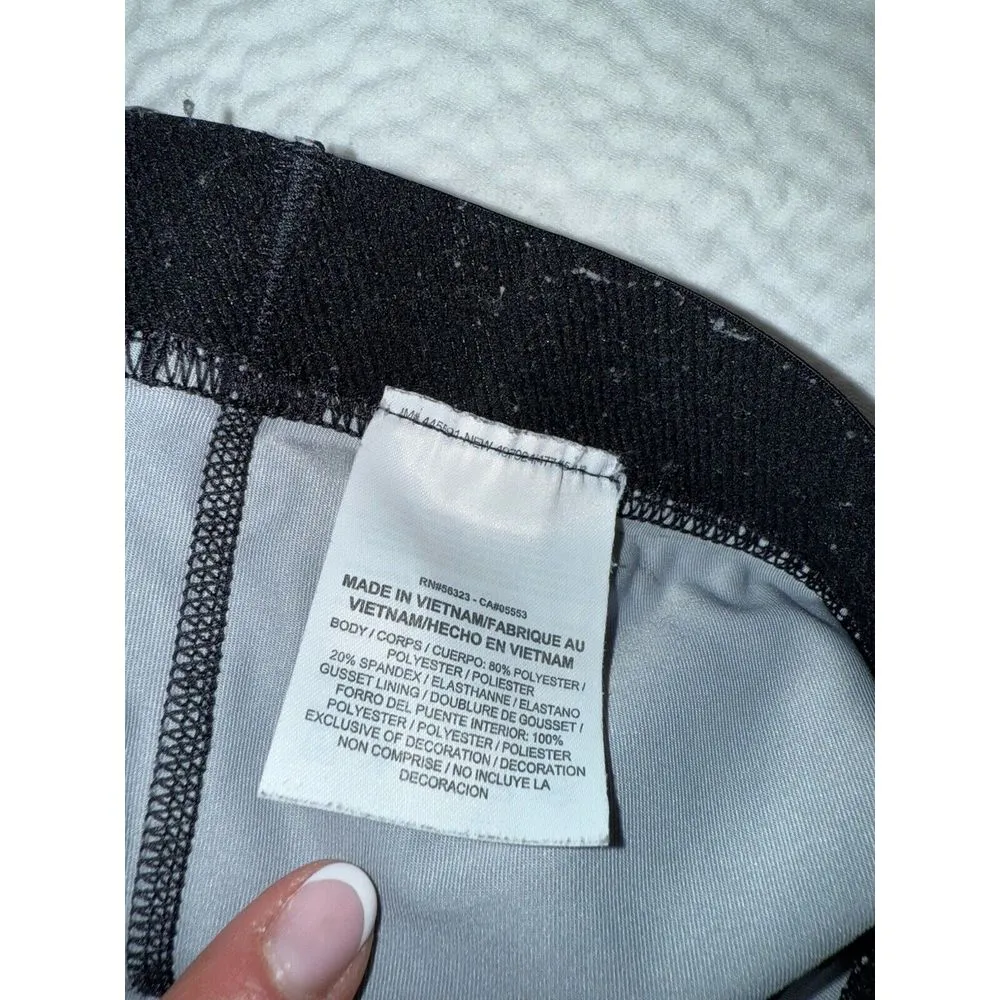 RN#56323 - CA#05553
MADE IN VIETNAM/FABRIQUE AU
VIETNAM/HECHO EN VIETNAM
BODY / CORPS / CUERPO: 80% POLYESTER /
POLYESTER / POLIESTER
20% SPANDEX / ELASTHANNE / ELASTANO
GUSSET LINING / DOUBLURE DE GOUSSET /
FORRO DEL PUENTE INTERIOR: 100%
POLYESTER / POLYESTER / POLIESTER
EXCLUSIVE OF DECORATION / DECORATION
NON COMPRISE / NO INCLUYE LA
DECORACION